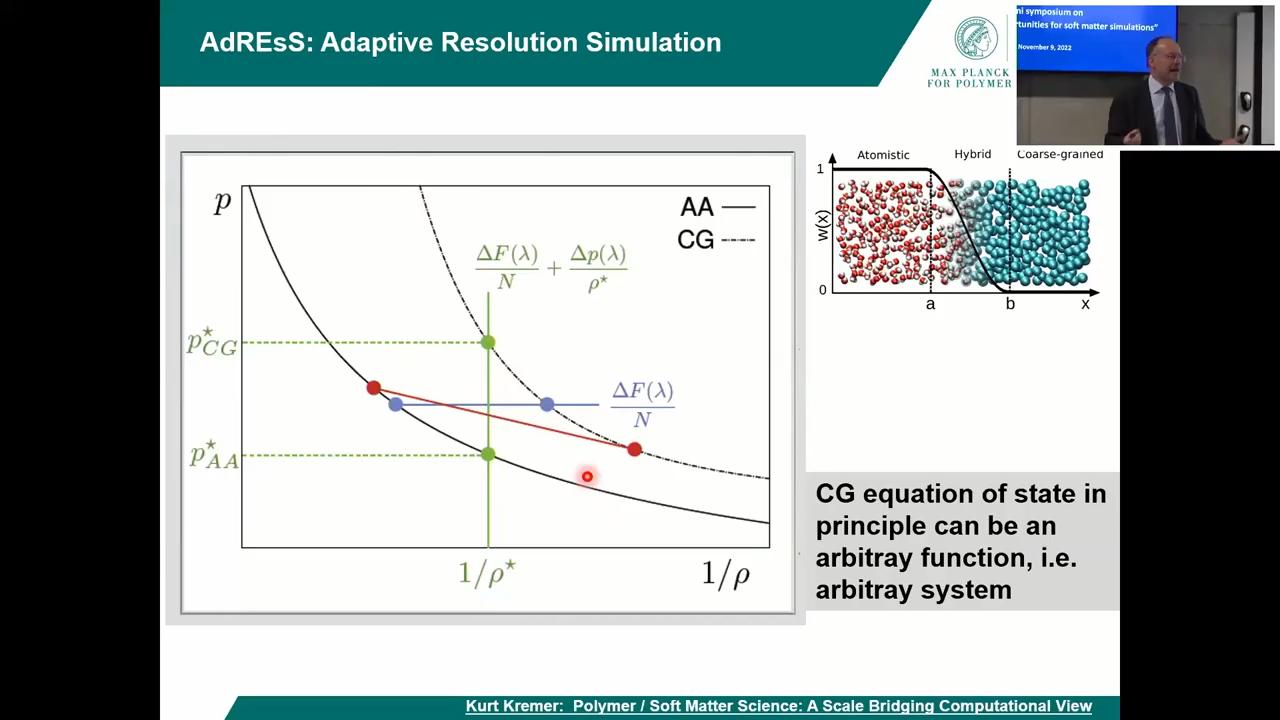 AdREsS: Adaptive Resolution Simulation
MAX PLANCK
FOR POLYMER
ni symposium on
rtunities for soft matter simulations”
November 9, 2022
p
AA
CG
ΔF(λ)/N + Δp(λ)/ρ⋆
p⋆CG
ΔF(λ)/N
p⋆AA
1/ρ⋆
1/ρ
Atomistic Hybrid Coarse-grained
1
w(x)
0
a b x
CG equation of state in
principle can be an
arbitray function, i.e.
arbitray system
Kurt Kremer: Polymer / Soft Matter Science: A Scale Bridging Computational View